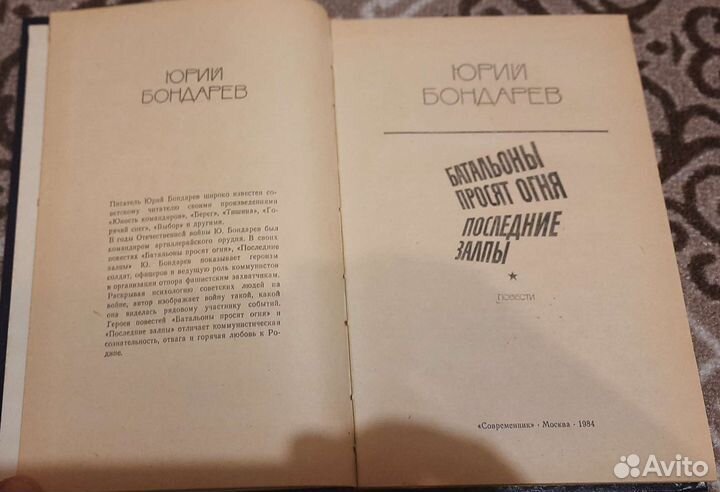 ЮРИЙ
БОНДАРЕВ
Писатель Юрий Бондарев широко известен со-
ветскому читателю своими произведениями
«Юность командиров», «Берег», «Тишина», «Го-
рячий снег», «Выбор» и другими.
В годы Отечественной войны Ю. Бондарев был
командиром артиллерийского орудия. В своих
повестях «Батальоны просят огня», «Последние
залпы» Ю. Бондарев показывает героизм
солдат, офицеров и ведущую роль коммунистов
в организации отпора фашистским захватчикам.
Раскрывая психологию советских людей на
войне, автор изображает войну такой, какой
она виделась рядовому участнику событий.
Героев повестей «Батальоны просят огня» и
«Последние залпы» отличает коммунистическая
сознательность, отвага и горячая любовь к Ро-
дине.
ЮРИЙ
БОНДАРЕВ
БАТАЛЬОНЫ
ПРОСЯТ ОГНЯ
ПОСЛЕДНИЕ
ЗАЛПЫ
★
ПОВЕСТИ
«Современник» · Москва · 1984
Avito